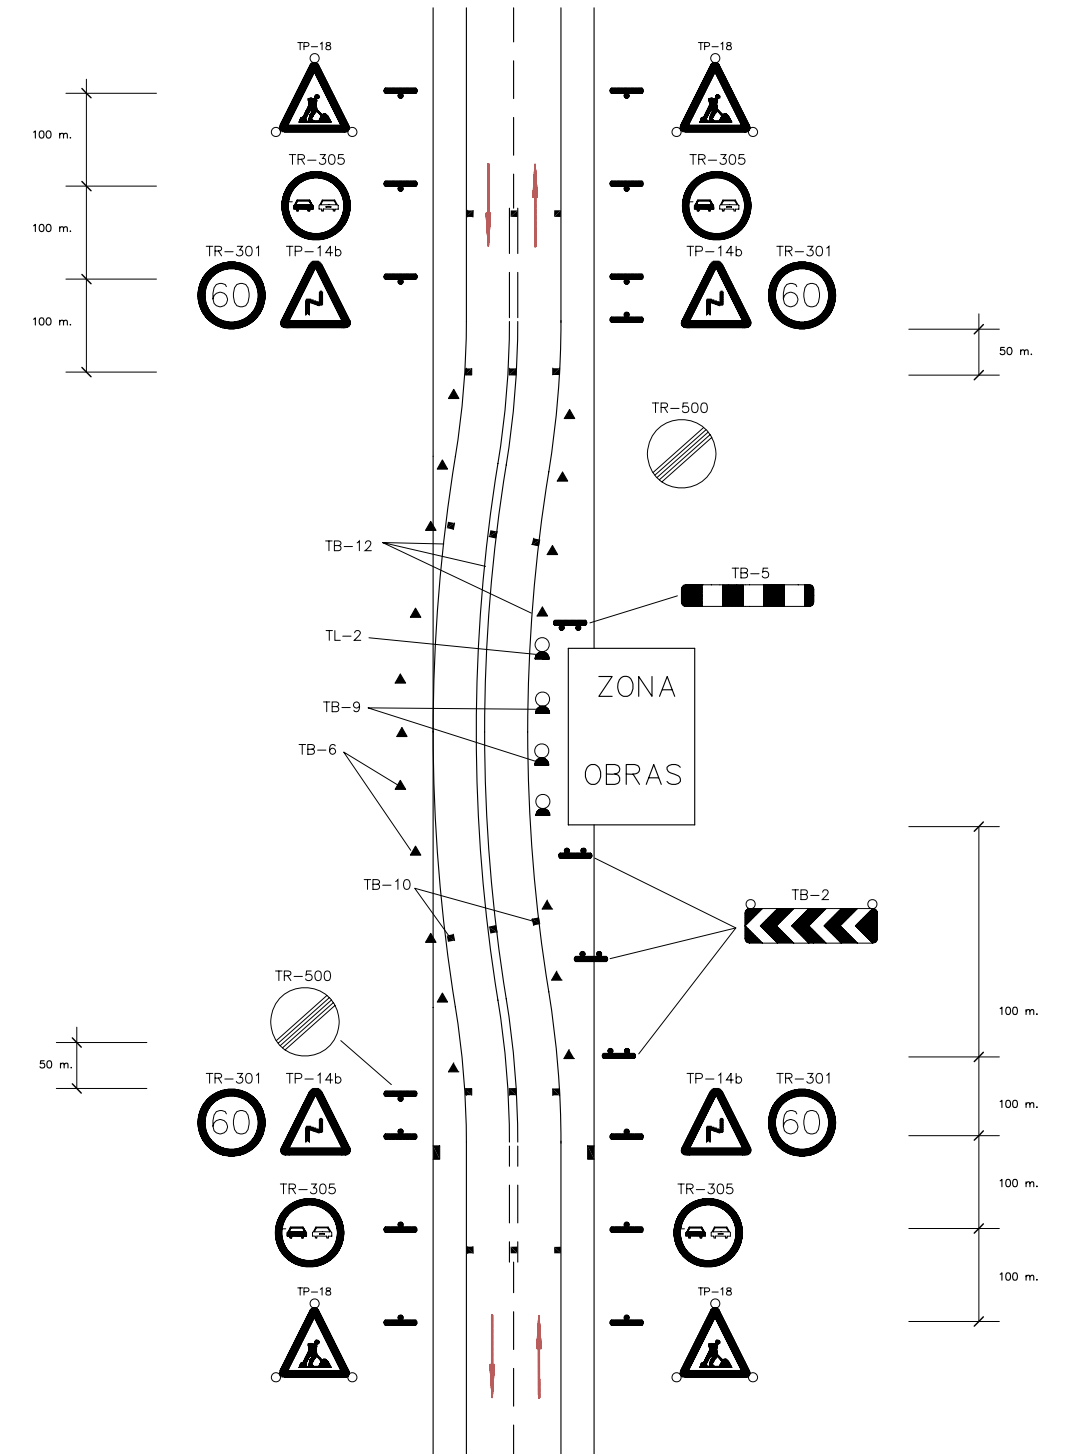 TP-18
TP-18
100 m.
TR-305
TR-305
100 m.
TR-301
TP-14b
TP-14b
TR-301
60
60
100 m.
50 m.
TR-500
TB-12
TB-5
TL-2
ZONA
TB-9
TB-6
OBRAS
TB-10
TB-2
TR-500
100 m.
50 m.
TR-301
TP-14b
TP-14b
TR-301
100 m.
60
60
TR-305
TR-305
100 m.
100 m.
TP-18
TP-18